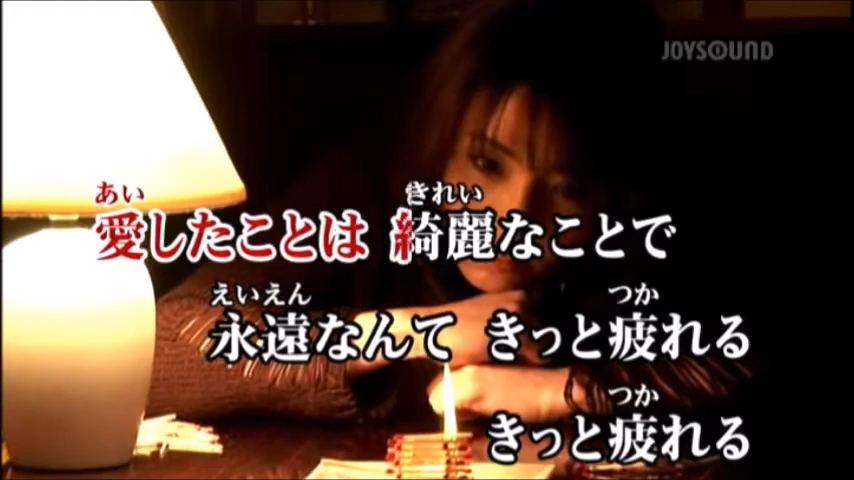 JOYSOUND
あい きれい
愛したことは 綺麗なことで
えいえん つか
永遠なんて きっと疲れる
つか
きっと疲れる